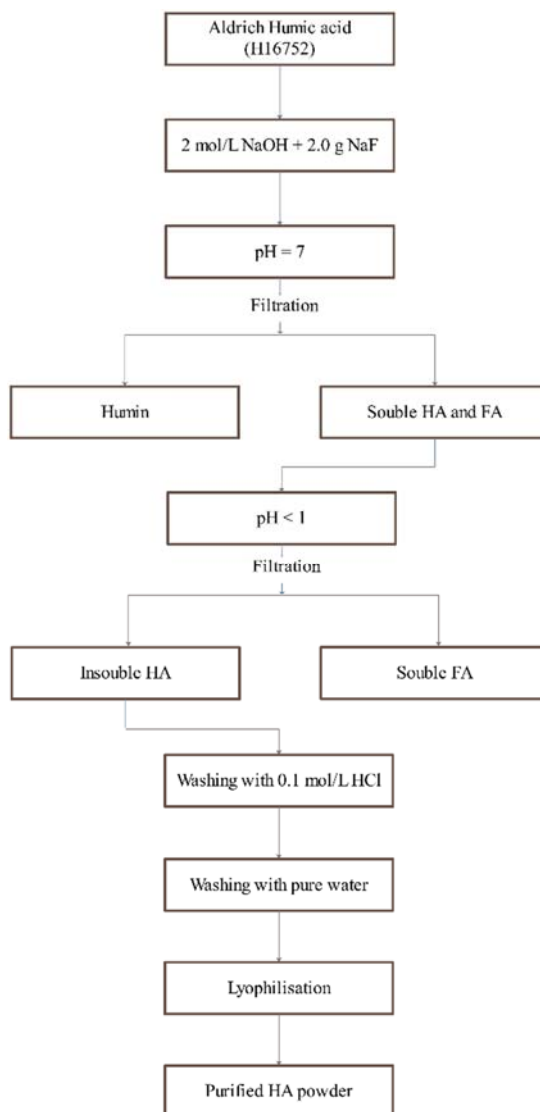 Aldrich Humic acid
(H16752)
2 mol/L NaOH + 2.0 g NaF
pH = 7
Filtration
Humin
Souble HA and FA
pH < 1
Filtration
Insouble HA
Souble FA
Washing with 0.1 mol/L HCl
Washing with pure water
Lyophilisation
Purified HA powder